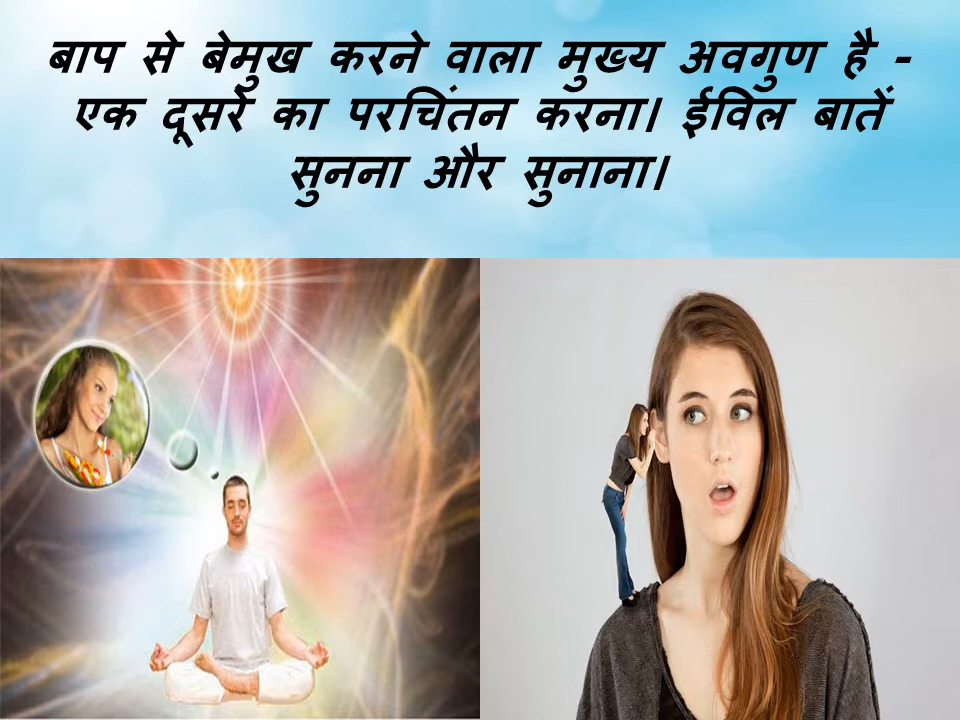 बाप से बेमुख करने वाला मुख्य अवगुण है -
एक दूसरे का परचिंतन करना। ईविल बातें
सुनना और सुनाना।